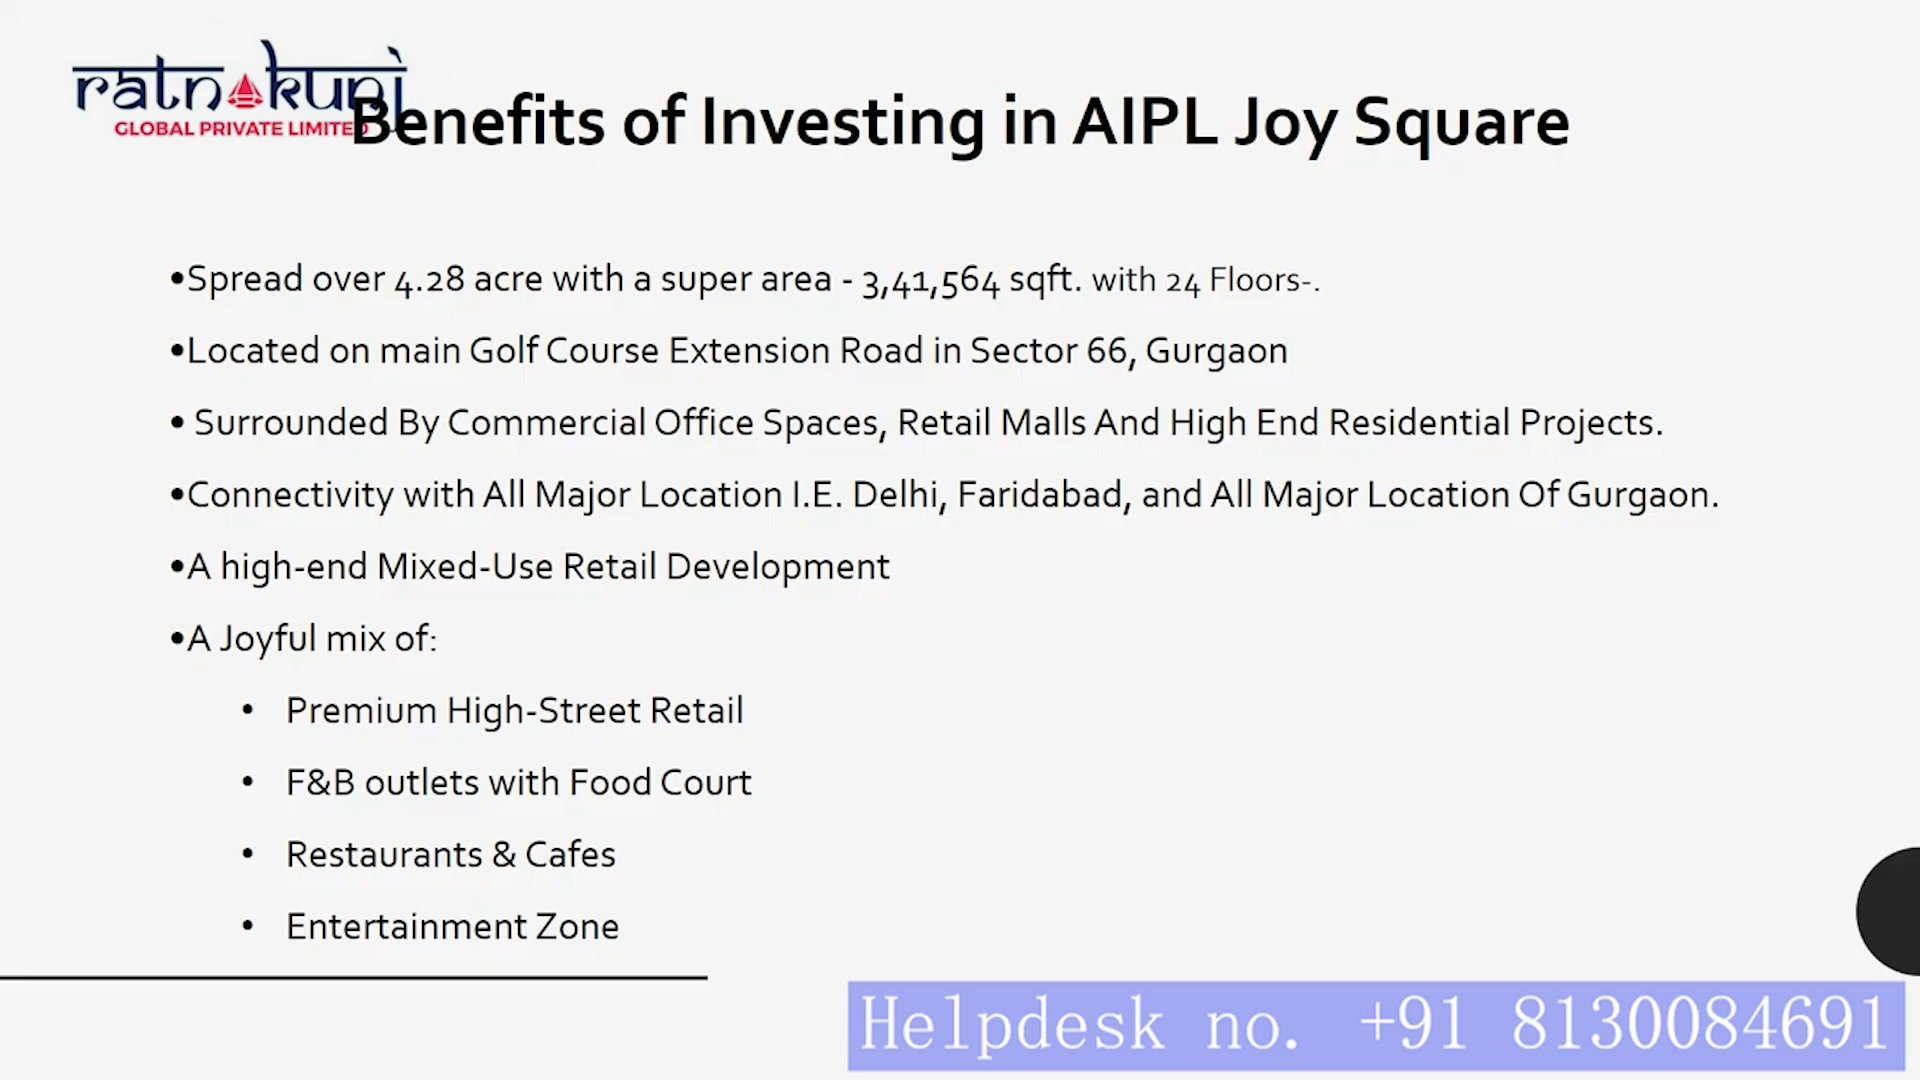 ratnakunj
GLOBAL PRIVATE LIMITED
Benefits of Investing in AIPL Joy Square
•Spread over 4.28 acre with a super area - 3,41,564 sqft. with 24 Floors-.
•Located on main Golf Course Extension Road in Sector 66, Gurgaon
• Surrounded By Commercial Office Spaces, Retail Malls And High End Residential Projects.
•Connectivity with All Major Location I.E. Delhi, Faridabad, and All Major Location Of Gurgaon.
•A high-end Mixed-Use Retail Development
•A Joyful mix of:
• Premium High-Street Retail
• F&B outlets with Food Court
• Restaurants & Cafes
• Entertainment Zone
Helpdesk no. +91 8130084691